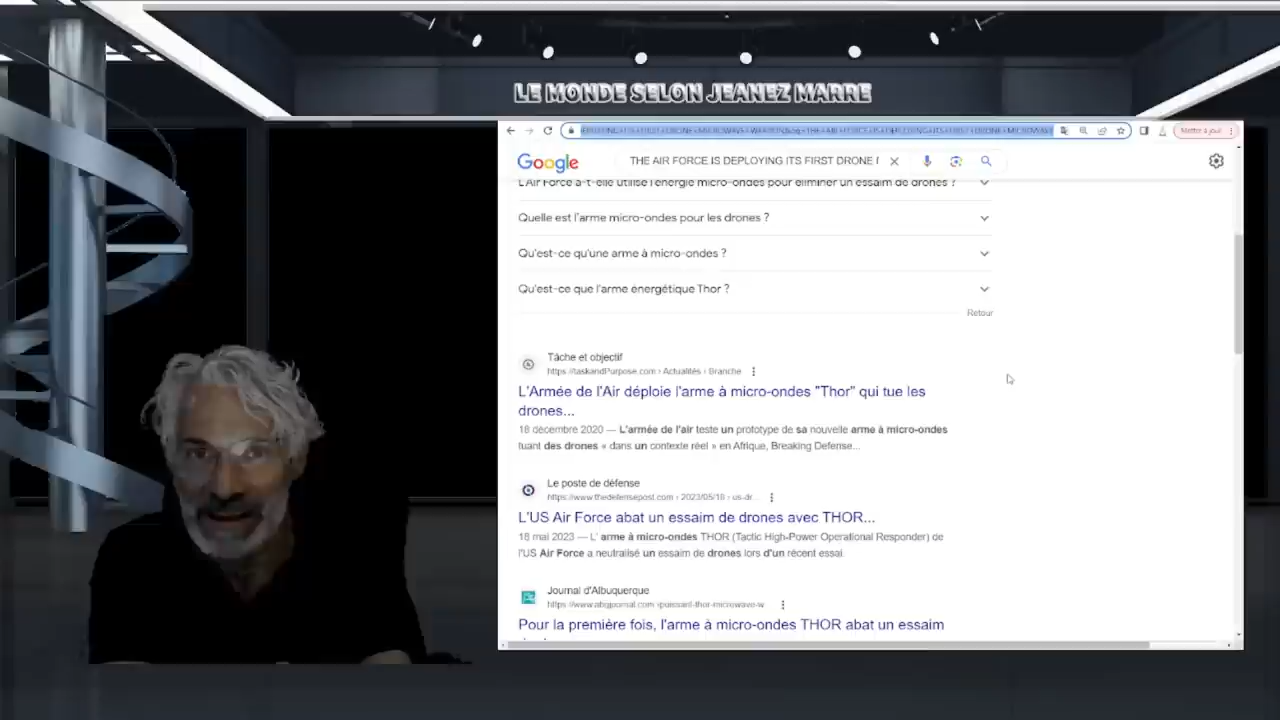 LE MONDE SELON JEANEZ MARRE
Mettre à jour
Google
THE AIR FORCE IS DEPLOYING ITS FIRST DRONE
L'Air Force a-t-elle utilisé l'énergie micro-ondes pour éliminer un essaim de drones ?
Quelle est l'arme micro-ondes pour les drones ?
Qu'est-ce qu'une arme à micro-ondes ?
Qu'est-ce que l'arme énergétique Thor ?
Retour
Tâche et objectif
https://taskandPurpose.com › Actualités › Branche
L'Armée de l'Air déploie l'arme à micro-ondes "Thor" qui tue les
drones...
18 décembre 2020 — L'armée de l'air teste un prototype de sa nouvelle arme à micro-ondes
tuant des drones « dans un contexte réel » en Afrique, Breaking Defense...
Le poste de défense
https://www.thedefensepost.com › 2023/05/18 › us-dr...
L'US Air Force abat un essaim de drones avec THOR...
18 mai 2023 — L' arme à micro-ondes THOR (Tactic High-Power Operational Responder) de
l'US Air Force a neutralisé un essaim de drones lors d'un récent essai.
Journal d'Albuquerque
https://www.abqjournal.com ›puissant-thor-microwave-w
Pour la première fois, l'arme à micro-ondes THOR abat un essaim